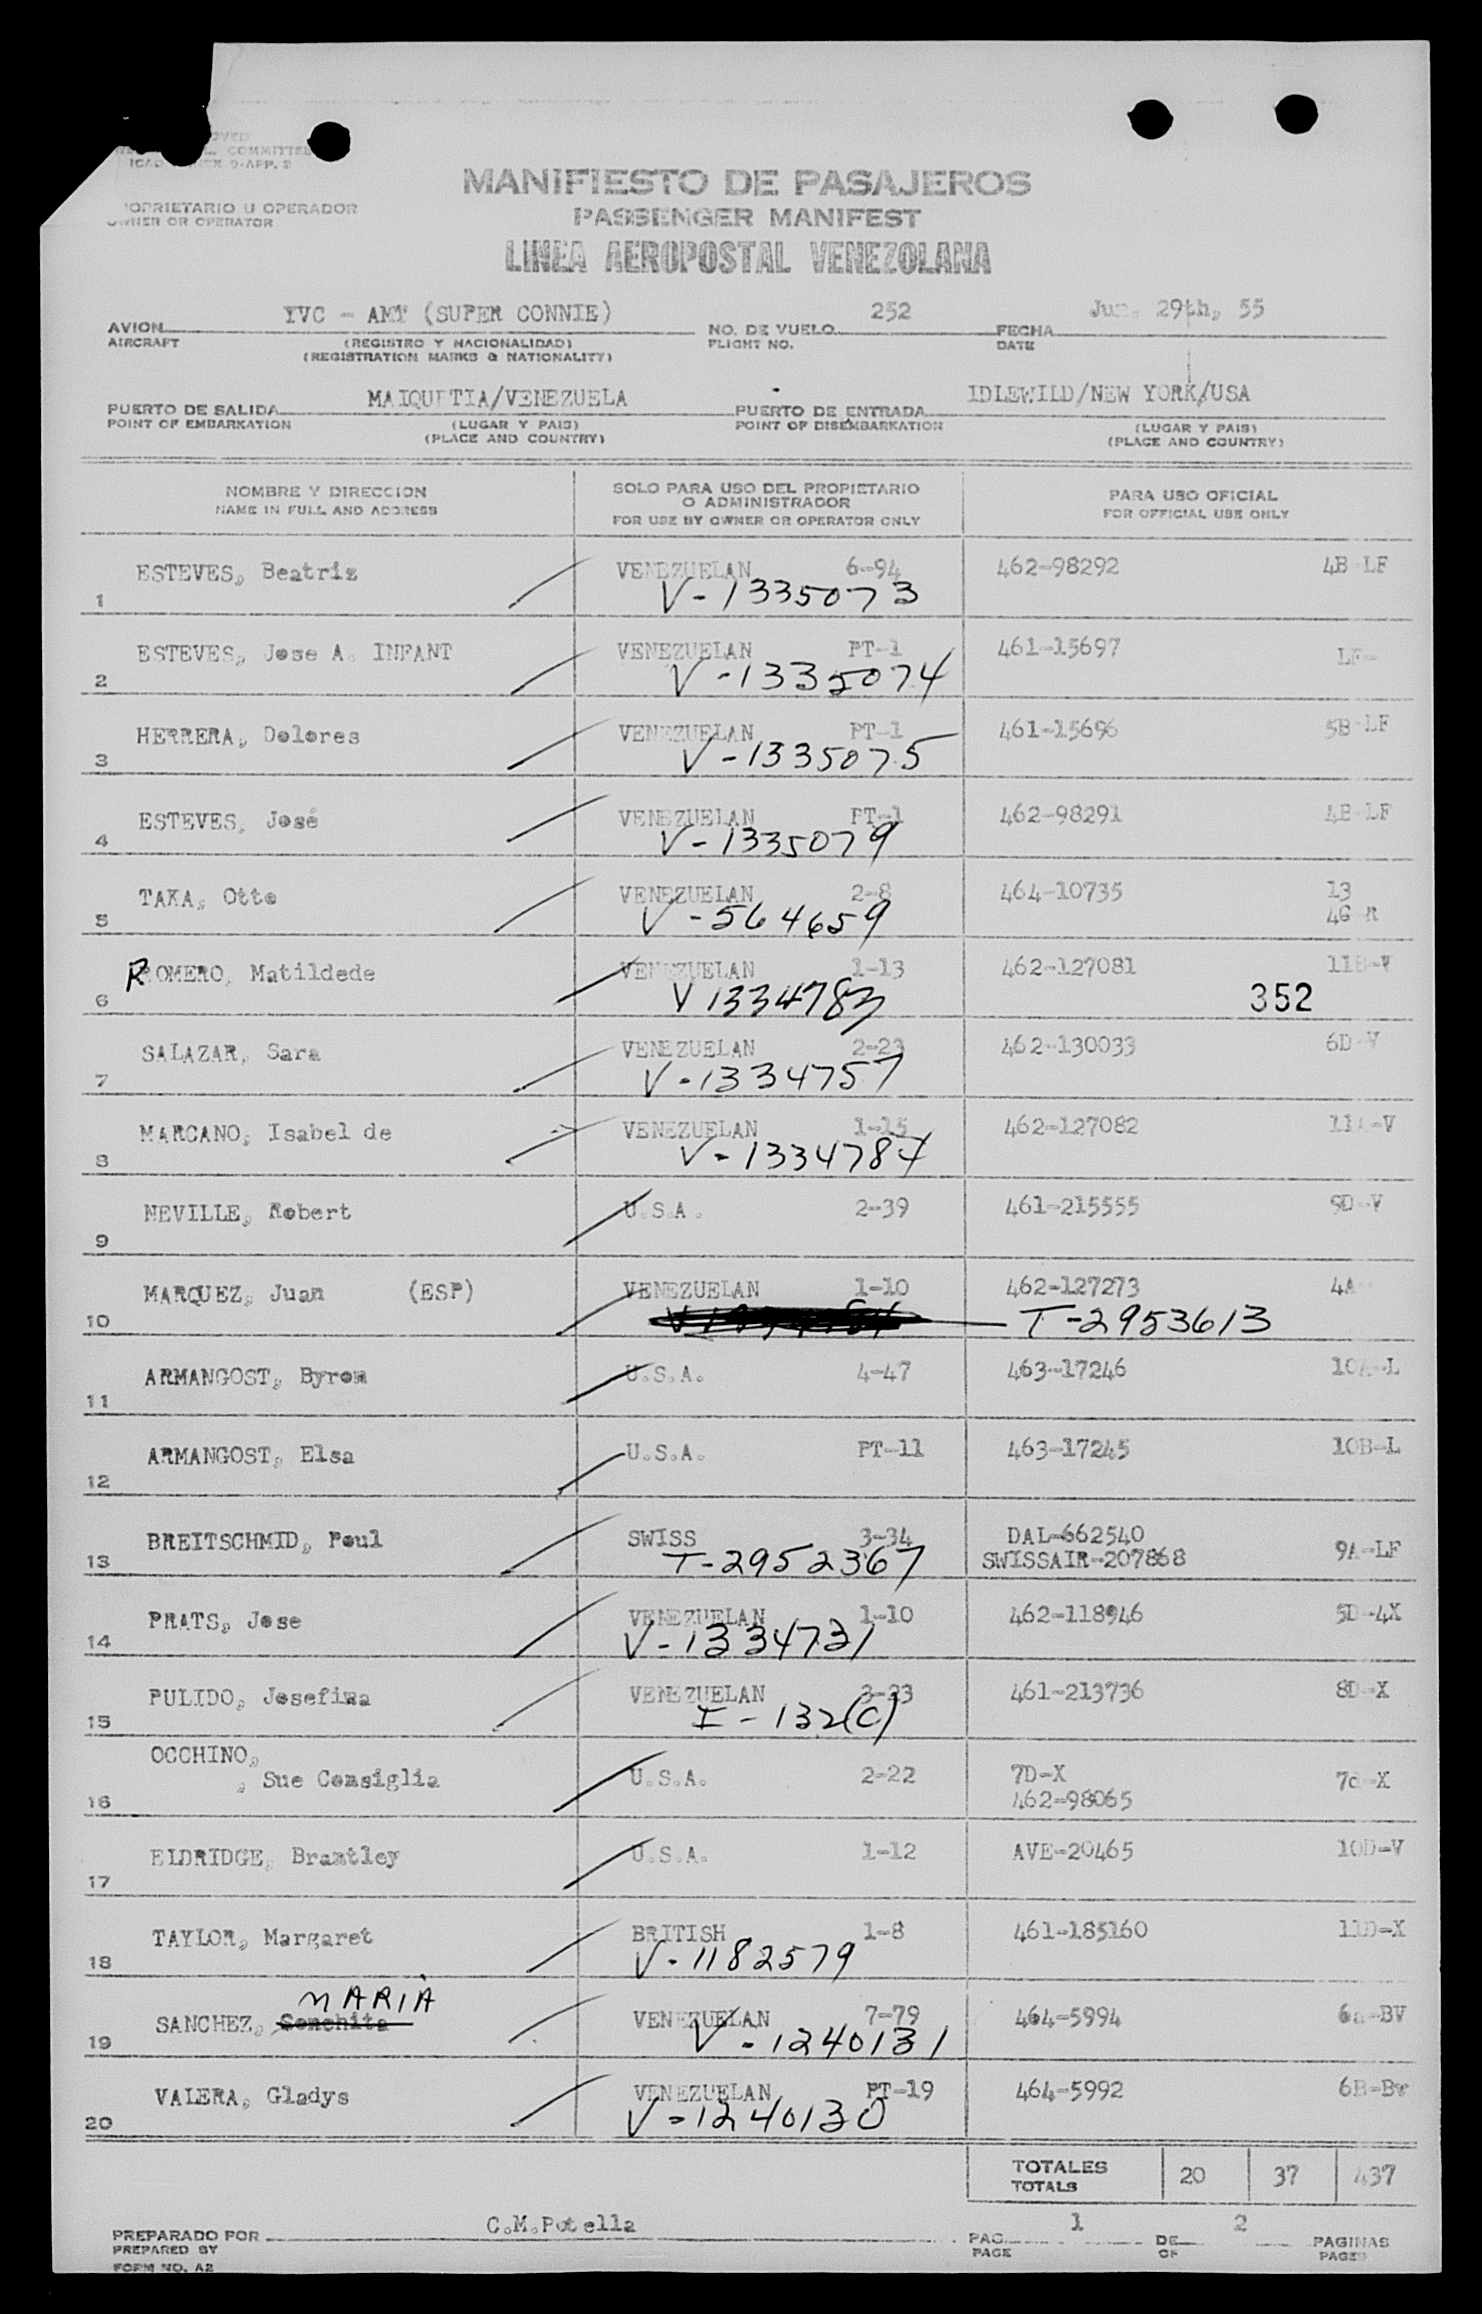 COMMITTEE
9-APP. 2
OPRIETARIO U OPERADOR
OWNER OR OPERATOR
MANIFIESTO DE PASAJEROS
PASSENGER MANIFEST
LINEA AEROPOSTAL VENEZOLANA
AVION YVC - AMT (SUPER CONNIE) NO. DE VUELO 252 FECHA Jun. 29th, 55
AIRCRAFT (REGISTRO Y NACIONALIDAD) FLIGHT NO. DATE
(REGISTRATION MARKS & NATIONALITY)
PUERTO DE SALIDA MAIQUETIA/VENEZUELA PUERTO DE ENTRADA IDLEWILD/NEW YORK/USA
POINT OF EMBARKATION (LUGAR Y PAIS) POINT OF DISEMBARKATION (LUGAR Y PAIS)
(PLACE AND COUNTRY) (PLACE AND COUNTRY)
NOMBRE Y DIRECCION SOLO PARA USO DEL PROPIETARIO PARA USO OFICIAL
NAME IN FULL AND ADDRESS O ADMINISTRADOR FOR OFFICIAL USE ONLY
FOR USE BY OWNER OR OPERATOR ONLY
ESTEVES, Beatriz VENEZUELAN 6-94 462-98292 4B-LF
1 V-1335073
ESTEVES, Jose A. INFANT VENEZUELAN PT-1 461-15697 LF-
2 V-1335074
HERRERA, Dolores VENEZUELAN PT-1 461-15696 5B-LF
3 V-1335075
ESTEVES, José VENEZUELAN PT-1 462-98291 4B-LF
4 V-1335079
TAKA, Otto VENEZUELAN 2-8 464-10735 13
5 V-564659 4C-R
ROMERO, Matildede VENEZUELAN 1-13 462-127081 11B-V
6 V1334783 352
SALAZAR, Sara VENEZUELAN 2-23 462-130033 6D-V
7 V-1334757
MARCANO, Isabel de VENEZUELAN 1-15 462-127082 11A-V
8 V-1334784
NEVILLE, Robert U.S.A. 2-39 461-215555 9D-V
9
MARQUEZ, Juan (ESP) VENEZUELAN 1-10 462-127273 4A
10 T-2953613
ARMANGOST, Byron U.S.A. 4-47 463-17246 10A-L
11
ARMANGOST, Elsa U.S.A. PT-11 463-17245 10B-L
12
BREITSCHMID, Poul SWISS 3-34 DAL-662540 9A-LF
13 T-2952367 SWISSAIR-207868
PRATS, Jose VENEZUELAN 1-10 462-118946 5D-4X
14 V-1334731
PULIDO, Josefina VENEZUELAN 3-23 461-213736 8D-X
15 I-132(C)
OCCHINO,
, Sue Consiglia U.S.A. 2-22 7D-X 7c-X
16 462-98065
ELDRIDGE, Brantley U.S.A. 1-12 AVE-20465 10D-V
17
TAYLOR, Margaret BRITISH 1-8 461-185160 11D-X
18 V-1182579
MARIA
SANCHEZ, Conchita VENEZUELAN 7-79 464-5994 6a-BV
19 V-1240131
VALERA, Gladys VENEZUELAN PT-19 464-5992 6B-Bv
20 V-1240130
TOTALES 20 37 437
TOTALS
PREPARADO POR C.M.Potella PAG. 1 DE 2 PAGINAS
PREPARED BY PAGE OF PAGES
FORM NO. A2